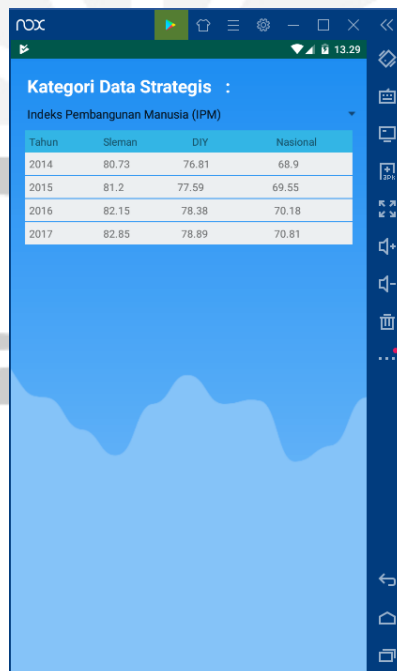 nox
13.29
Kategori Data Strategis :
Indeks Pembangunan Manusia (IPM)
Tahun Sleman DIY Nasional
2014 80.73 76.81 68.9
2015 81.2 77.59 69.55
2016 82.15 78.38 70.18
2017 82.85 78.89 70.81